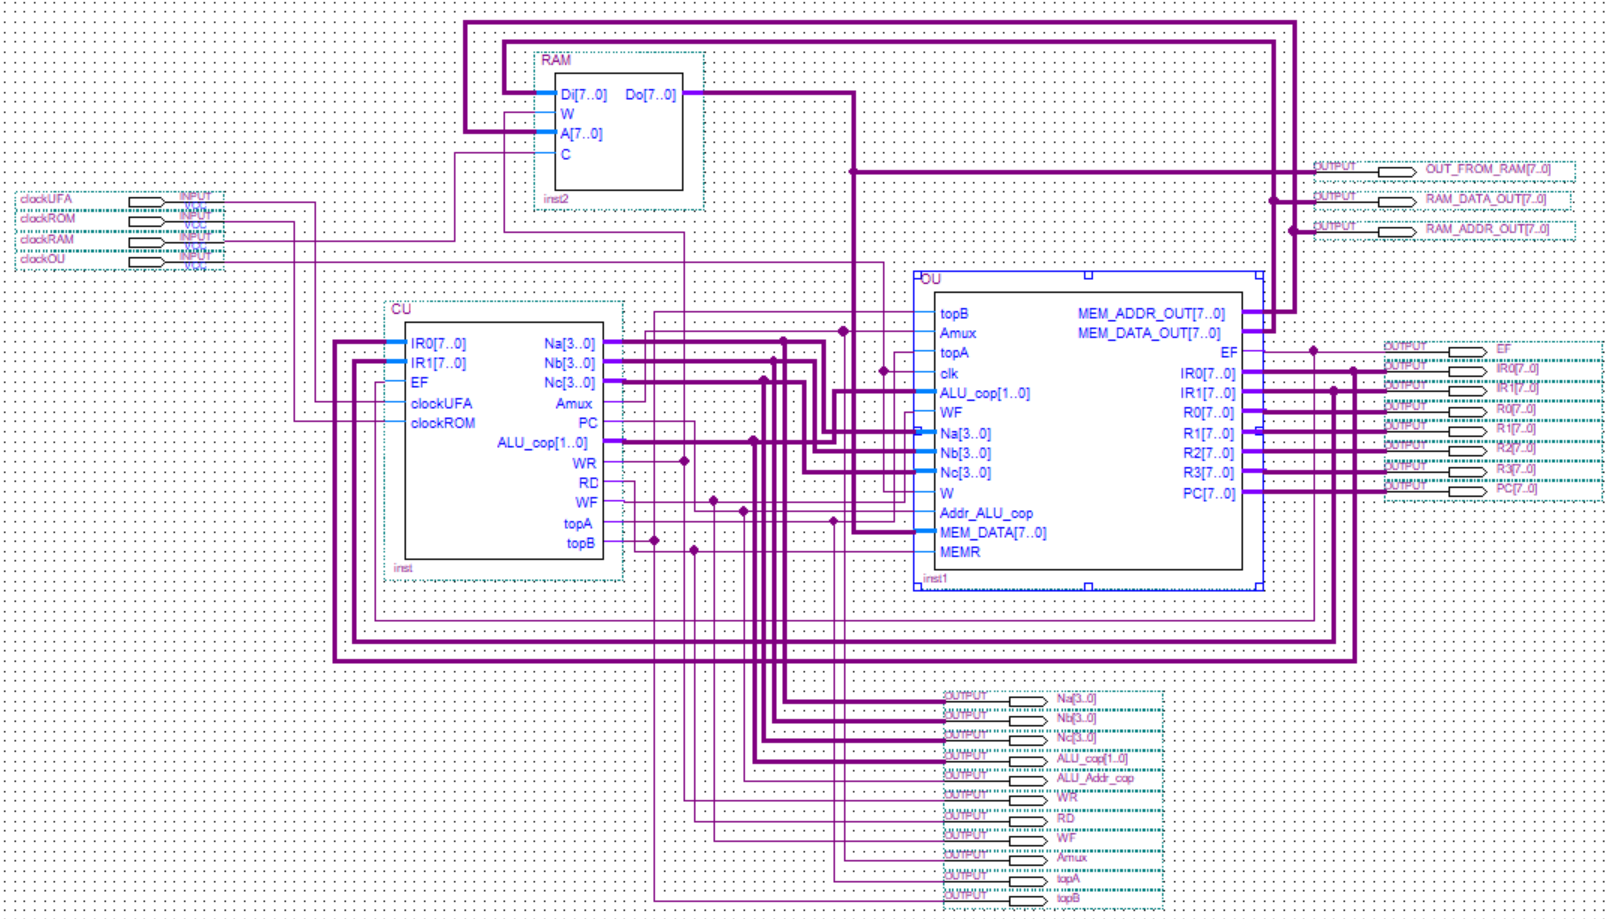 RAM
Di[7..0] Do[7..0]
W
A[7..0]
C
inst2
clockUFA INPUT VCC
clockROM INPUT VCC
clockRAM INPUT VCC
clockOU INPUT VCC
OUTPUT OUT_FROM_RAM[7..0]
OUTPUT RAM_DATA_OUT[7..0]
OUTPUT RAM_ADDR_OUT[7..0]
CU
IR0[7..0] Na[3..0]
IR1[7..0] Nb[3..0]
EF Nc[3..0]
clockUFA Amux
clockROM PC
ALU_cop[1..0]
WR
RD
WF
topA
topB
inst
OU
topB MEM_ADDR_OUT[7..0]
Amux MEM_DATA_OUT[7..0]
topA EF
clk IR0[7..0]
ALU_cop[1..0] IR1[7..0]
WF R0[7..0]
Na[3..0] R1[7..0]
Nb[3..0] R2[7..0]
Nc[3..0] R3[7..0]
W PC[7..0]
Addr_ALU_cop
MEM_DATA[7..0]
MEMR
inst1
OUTPUT EF
OUTPUT IR0[7..0]
OUTPUT IR1[7..0]
OUTPUT R0[7..0]
OUTPUT R1[7..0]
OUTPUT R2[7..0]
OUTPUT R3[7..0]
OUTPUT PC[7..0]
OUTPUT Na[3..0]
OUTPUT Nb[3..0]
OUTPUT Nc[3..0]
OUTPUT ALU_cop[1..0]
OUTPUT ALU_Addr_cop
OUTPUT WR
OUTPUT RD
OUTPUT WF
OUTPUT Amux
OUTPUT topA
OUTPUT topB